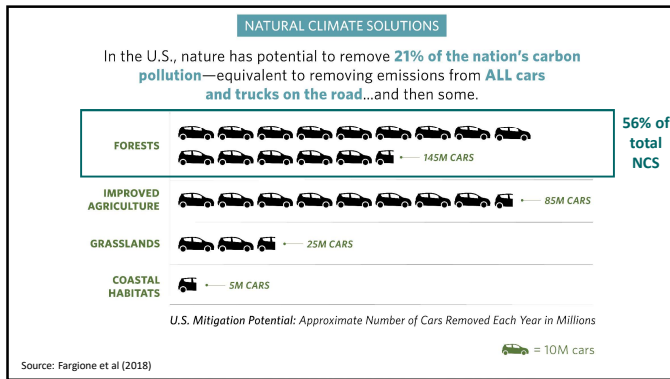 NATURAL CLIMATE SOLUTIONS
In the U.S., nature has potential to remove 21% of the nation's carbon
pollution—equivalent to removing emissions from ALL cars
and trucks on the road...and then some.
FORESTS
145M CARS
56% of
total
NCS
IMPROVED
AGRICULTURE
85M CARS
GRASSLANDS
25M CARS
COASTAL
HABITATS
5M CARS
U.S. Mitigation Potential: Approximate Number of Cars Removed Each Year in Millions
= 10M cars
Source: Fargione et al (2018)